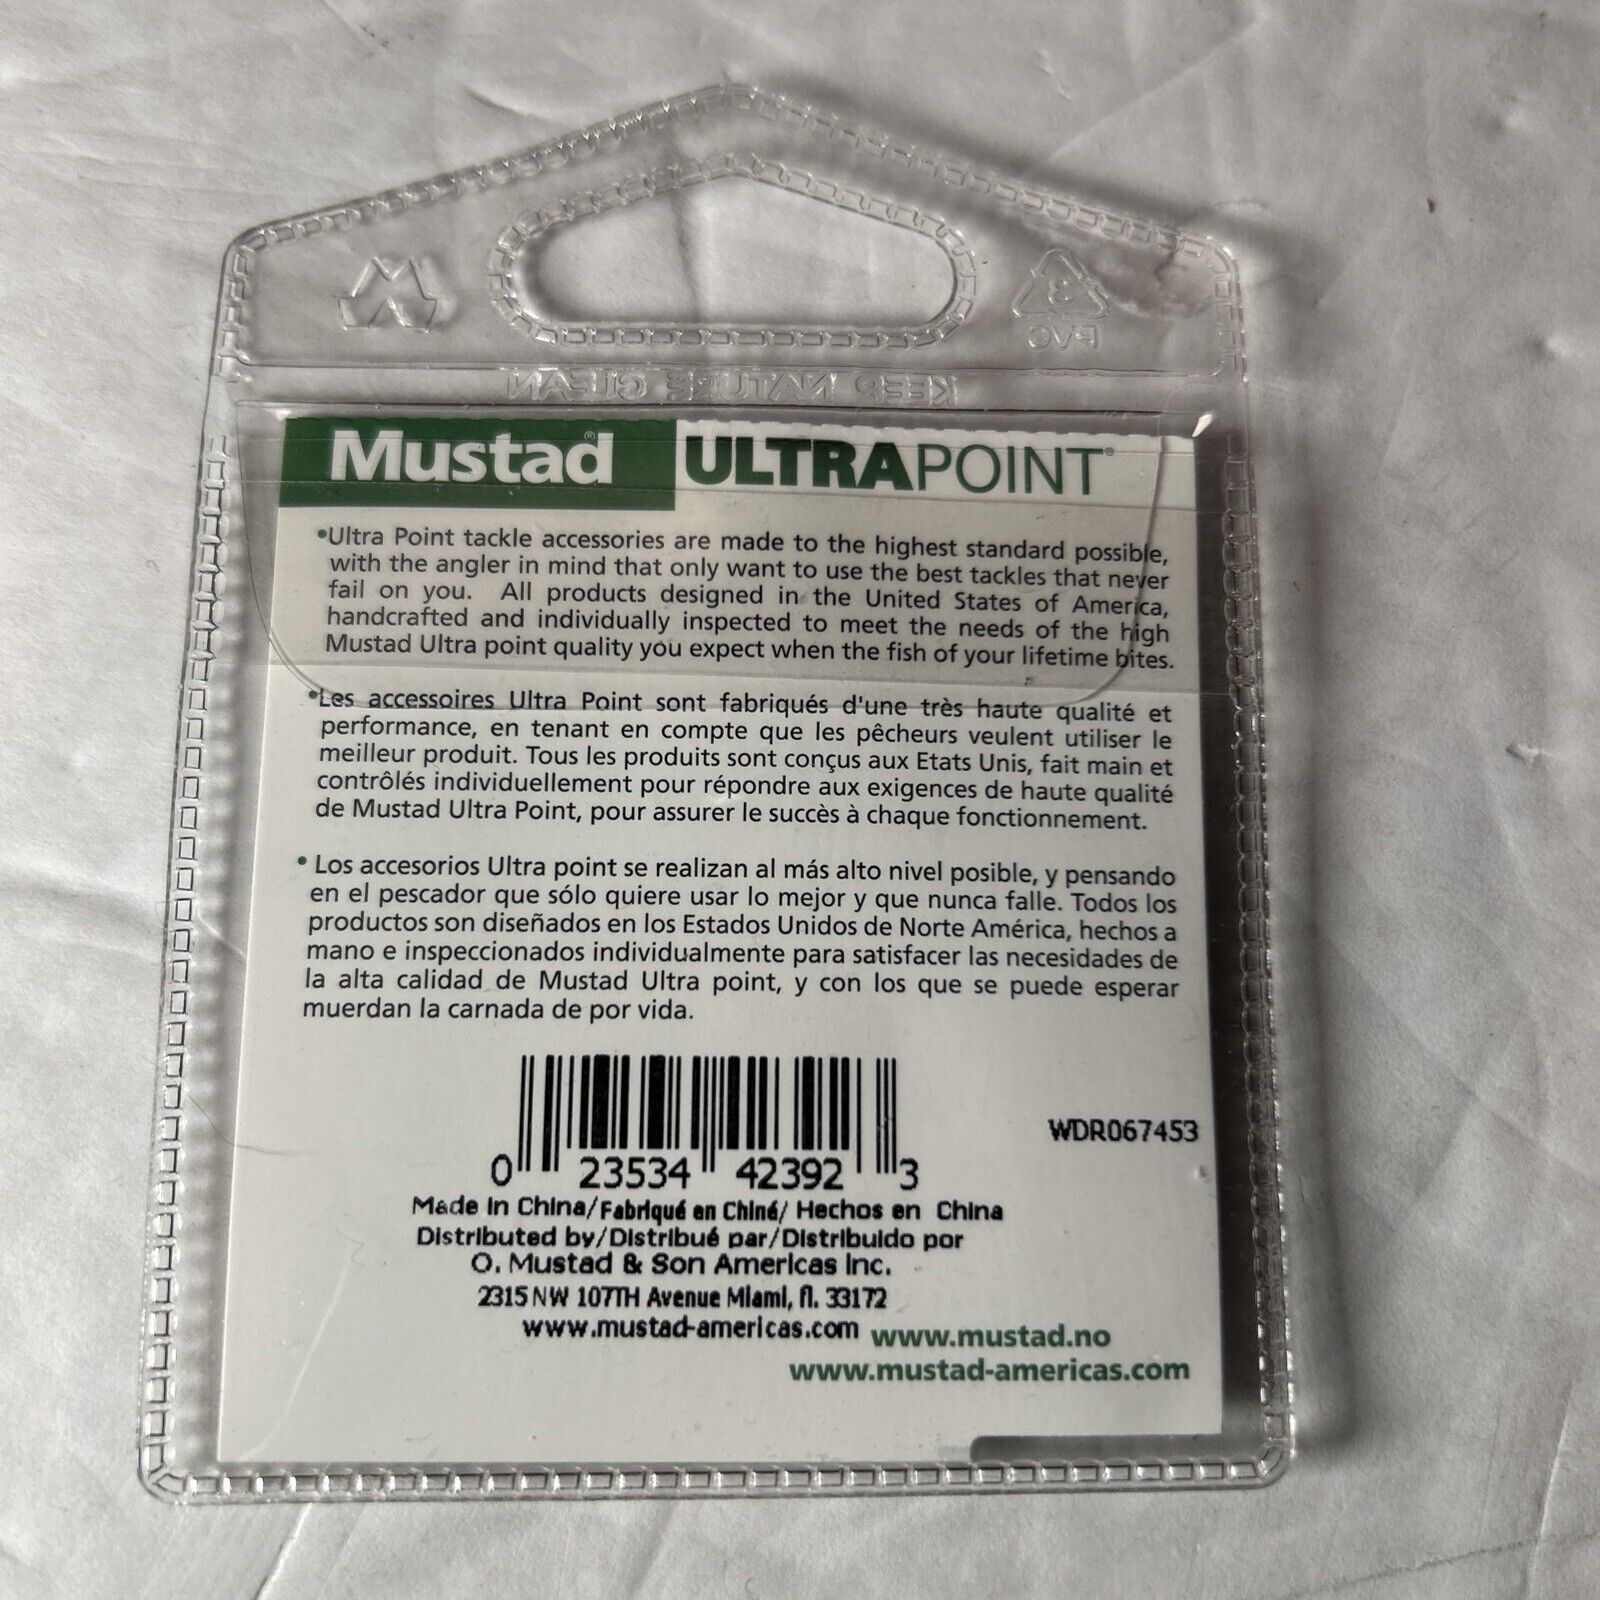 3
PVC
KEEP NATURE CLEAN
Mustad® ULTRAPOINT®
•Ultra Point tackle accessories are made to the highest standard possible,
with the angler in mind that only want to use the best tackles that never
fail on you. All products designed in the United States of America,
handcrafted and individually inspected to meet the needs of the high
Mustad Ultra point quality you expect when the fish of your lifetime bites.
•Les accessoires Ultra Point sont fabriqués d'une très haute qualité et
performance, en tenant en compte que les pêcheurs veulent utiliser le
meilleur produit. Tous les produits sont conçus aux Etats Unis, fait main et
contrôlés individuellement pour répondre aux exigences de haute qualité
de Mustad Ultra Point, pour assurer le succès à chaque fonctionnement.
• Los accesorios Ultra point se realizan al más alto nivel posible, y pensando
en el pescador que sólo quiere usar lo mejor y que nunca falle. Todos los
productos son diseñados en los Estados Unidos de Norte América, hechos a
mano e inspeccionados individualmente para satisfacer las necesidades de
la alta calidad de Mustad Ultra point, y con los que se puede esperar
muerdan la carnada de por vida.
WDR067453
0 23534 42392 3
Made in China/Fabriqué en Chiné/ Hechos en China
Distributed by/Distribué par/Distribuido por
O. Mustad & Son Americas Inc.
2315 NW 107TH Avenue Miami, fl. 33172
www.mustad-americas.com www.mustad.no
www.mustad-americas.com